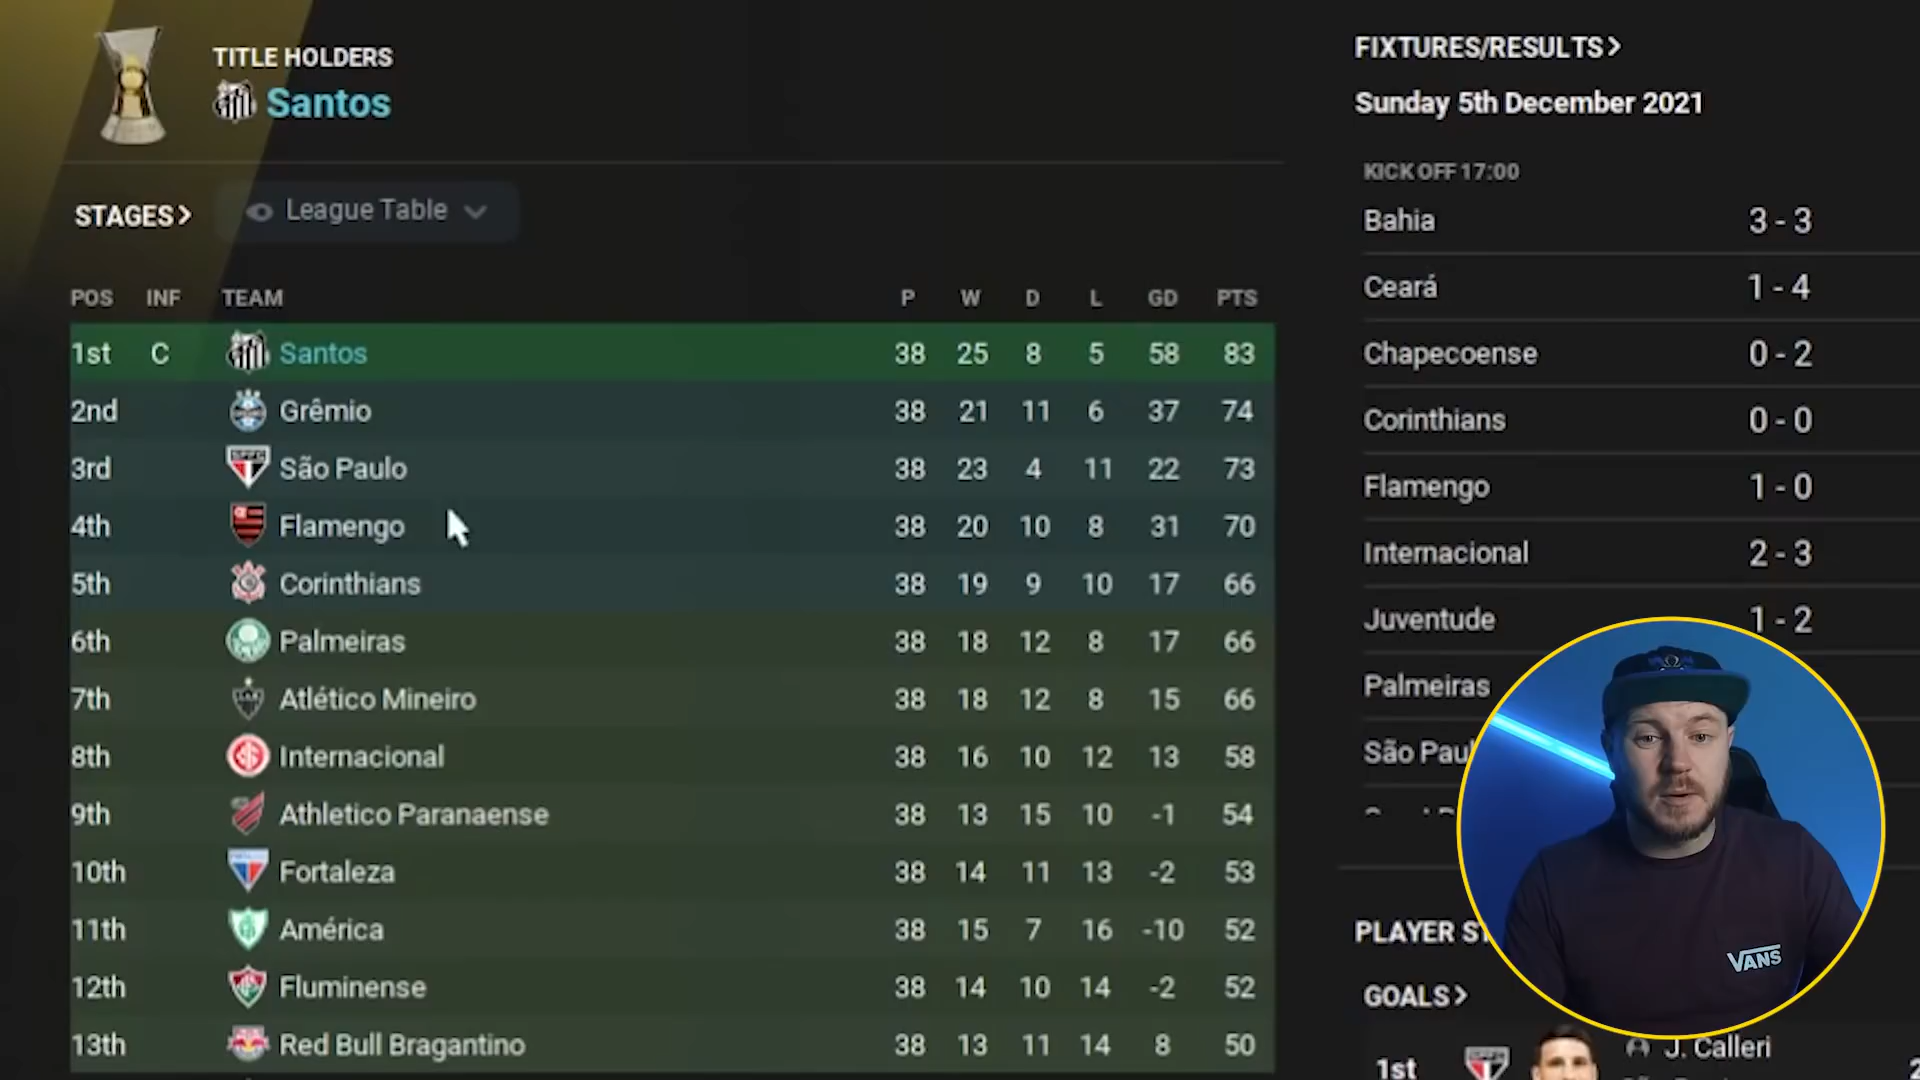 TITLE HOLDERS
Santos
STAGES
League Table
POS INF TEAM P W D L GD PTS
1st C Santos 38 25 8 5 58 83
2nd Grêmio 38 21 11 6 37 74
3rd São Paulo 38 23 4 11 22 73
4th Flamengo 38 20 10 8 31 70
5th Corinthians 38 19 9 10 17 66
6th Palmeiras 38 18 12 8 17 66
7th Atlético Mineiro 38 18 12 8 15 66
8th Internacional 38 16 10 12 13 58
9th Athletico Paranaense 38 13 15 10 -1 54
10th Fortaleza 38 14 11 13 -2 53
11th América 38 15 7 16 -10 52
12th Fluminense 38 14 10 14 -2 52
13th Red Bull Bragantino 38 13 11 14 8 50
FIXTURES/RESULTS
Sunday 5th December 2021
KICK OFF 17:00
Bahia 3 - 3
Ceará 1 - 4
Chapecoense 0 - 2
Corinthians 0 - 0
Flamengo 1 - 0
Internacional 2 - 3
Juventude 1 - 2
Palmeiras
São
PLAYER
GOALS
1st J. Calleri
VANS